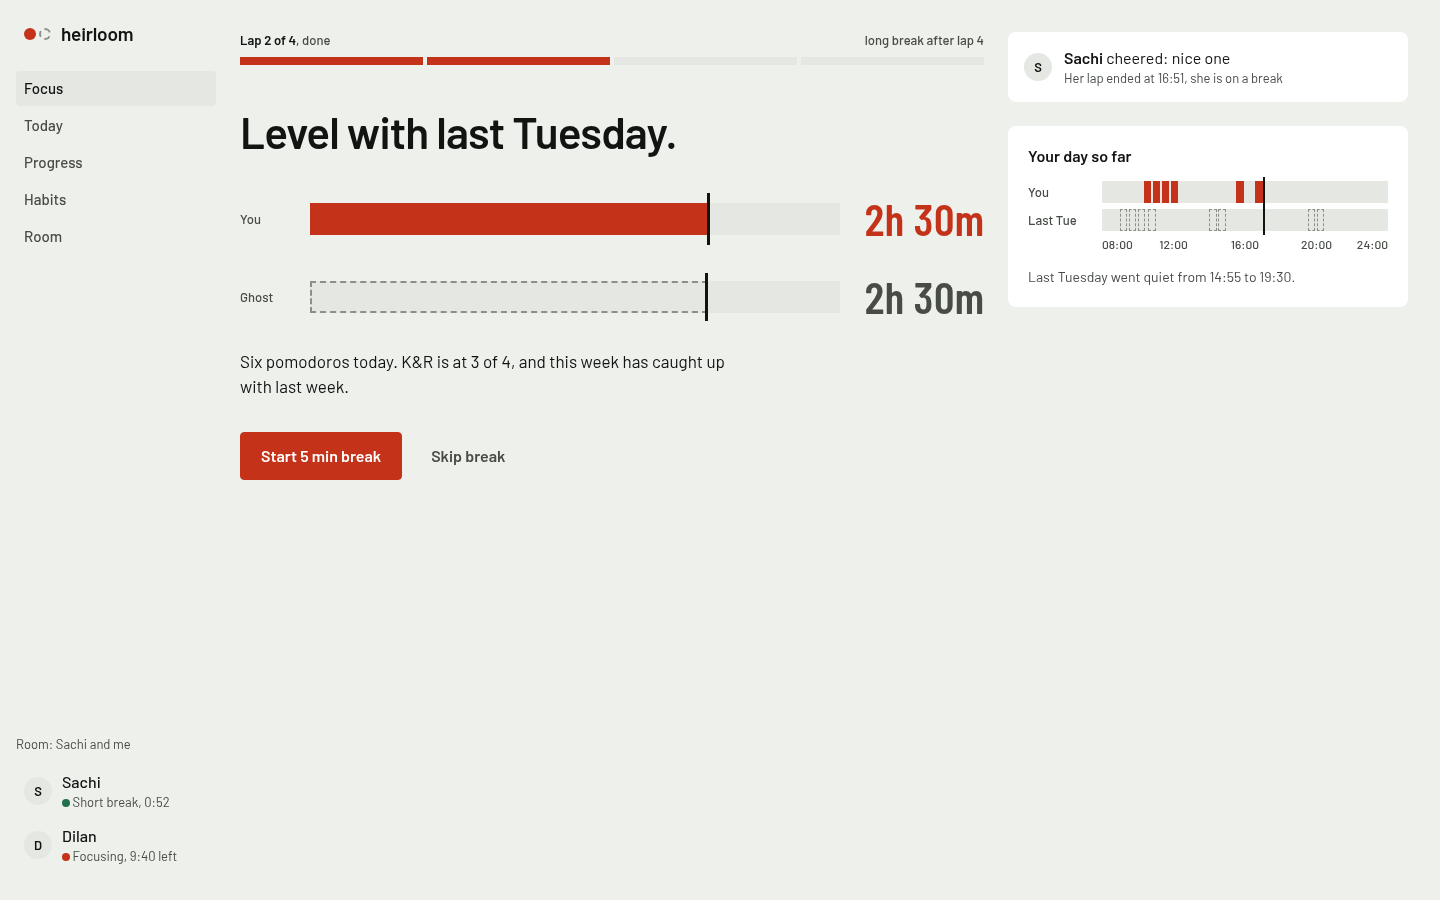 heirloom
Focus
Today
Progress
Habits
Room
Room: Sachi and me
S
Sachi
Short break, 0:52
D
Dilan
Focusing, 9:40 left
Lap 2 of 4, done
long break after lap 4
Level with last Tuesday.
You
2h 30m
Ghost
2h 30m
Six pomodoros today. K&R is at 3 of 4, and this week has caught up
with last week.
Start 5 min break
Skip break
S
Sachi cheered: nice one
Her lap ended at 16:51, she is on a break
Your day so far
You
Last Tue
08:00 12:00 16:00 20:00 24:00
Last Tuesday went quiet from 14:55 to 19:30.